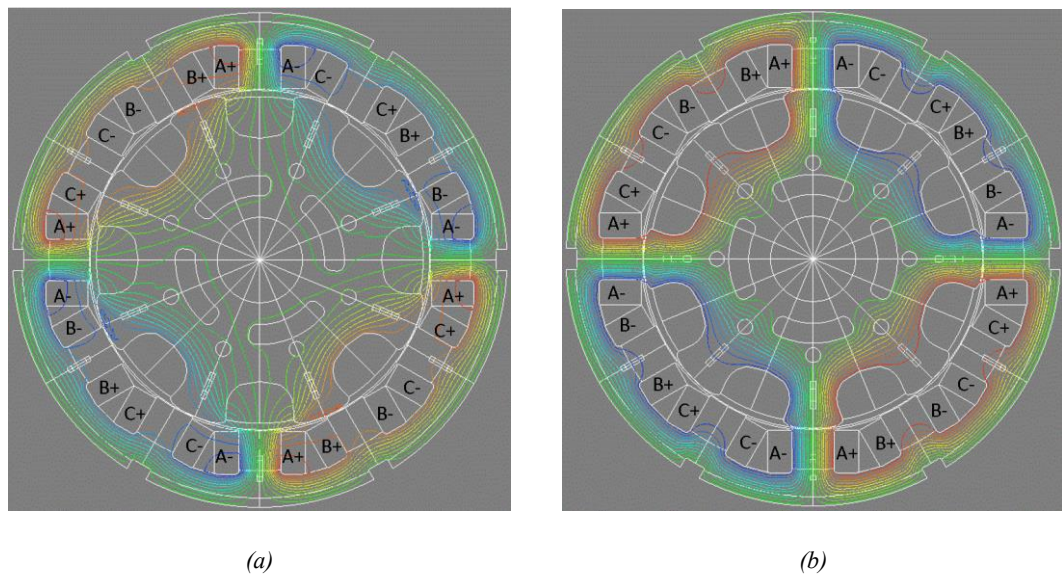 B+ A+ A- C-
B- C+
C- B+
C+ B-
A+ A-
A- A+
B- C+
B+ C-
C+ B-
C- A- A+ B+
(a)
B+ A+ A- C-
B- C+
C- B+
C+ B-
A+ A-
A- A+
B- C+
B+ C-
C+ B-
C- A- A+ B+
(b)